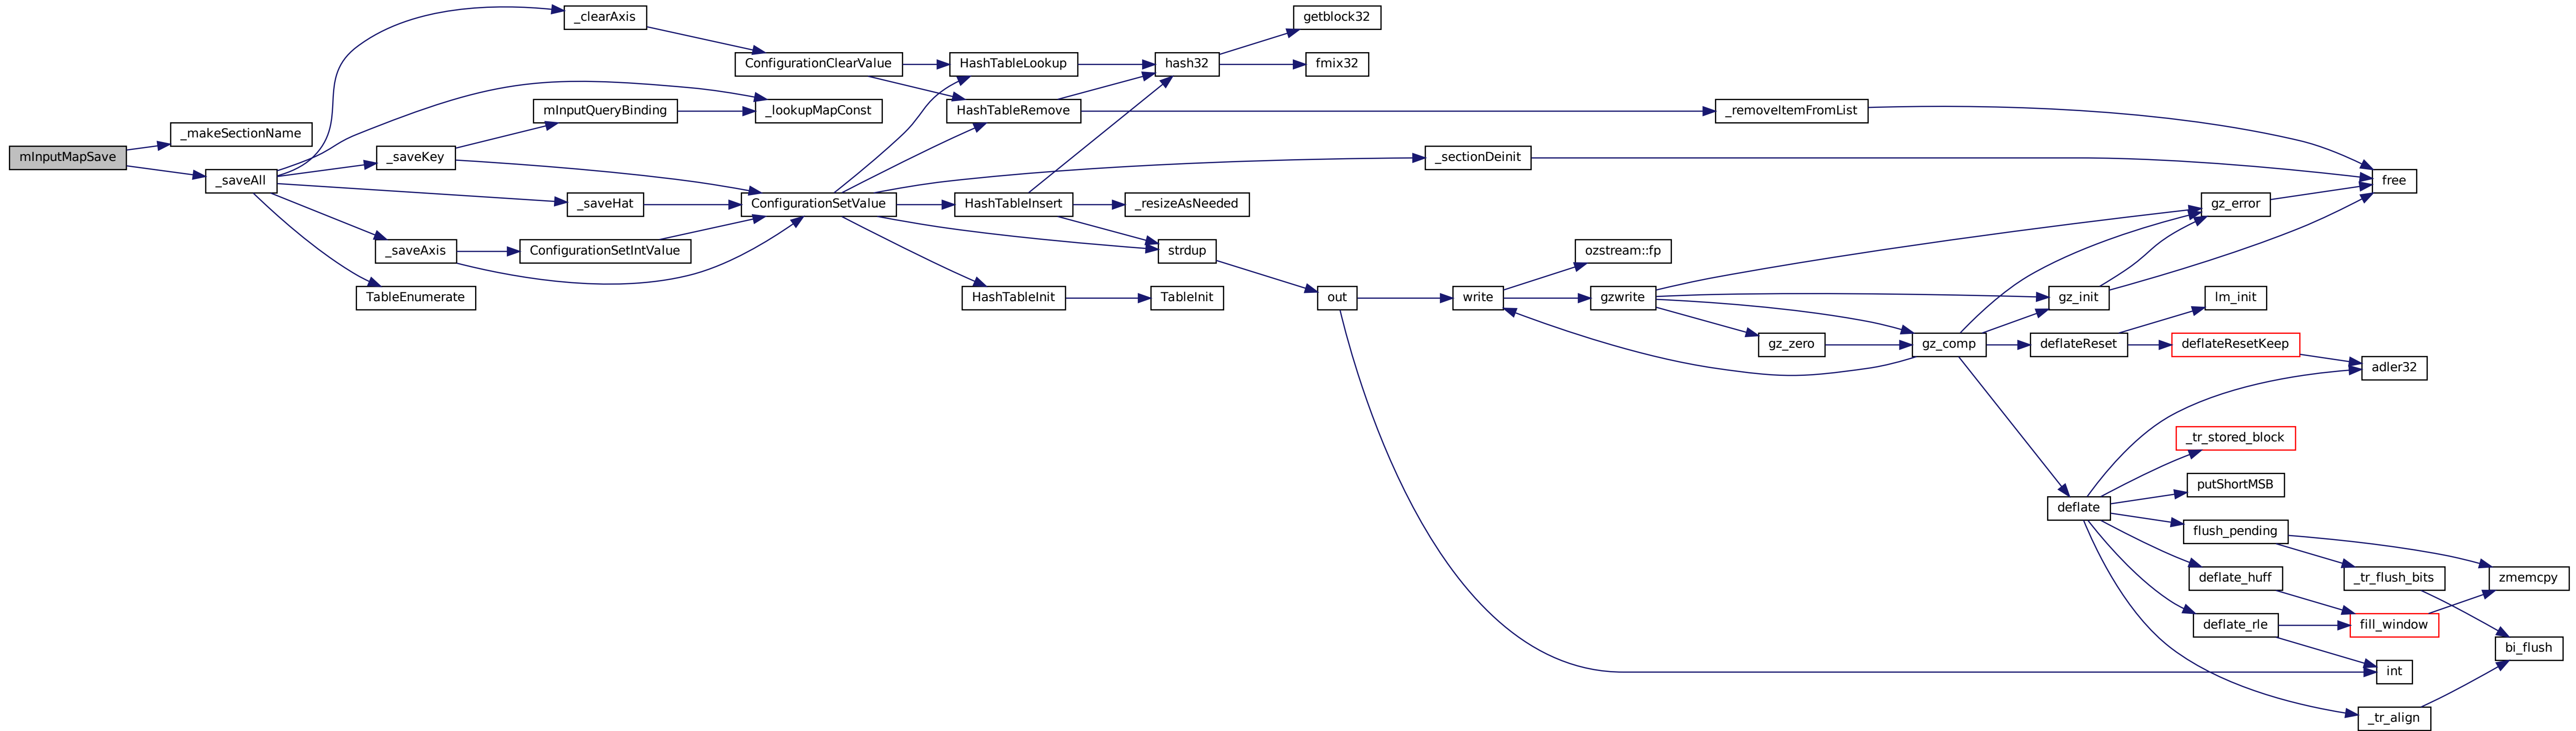 mInputMapSave
_makeSectionName
_saveAll
_clearAxis
_saveKey
_saveHat
_saveAxis
TableEnumerate
mInputQueryBinding
ConfigurationSetIntValue
ConfigurationClearValue
_lookupMapConst
ConfigurationSetValue
HashTableLookup
HashTableRemove
HashTableInsert
HashTableInit
hash32
_resizeAsNeeded
strdup
TableInit
getblock32
fmix32
out
_sectionDeinit
write
ozstream::fp
gzwrite
_removeItemFromList
gz_zero
gz_comp
gz_init
deflateReset
deflate
gz_error
lm_init
deflateResetKeep
_tr_stored_block
putShortMSB
flush_pending
deflate_huff
deflate_rle
free
adler32
_tr_flush_bits
fill_window
int
_tr_align
zmemcpy
bi_flush